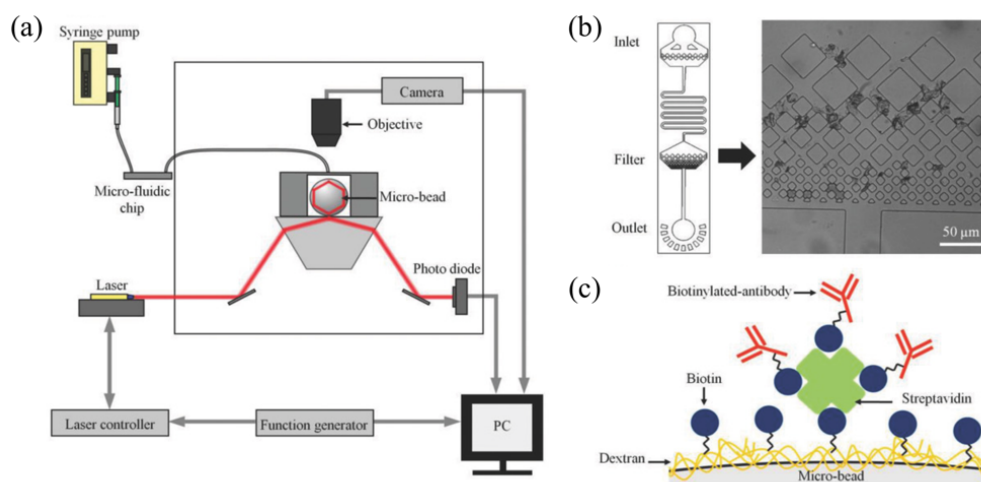 (a)
Syringe pump
Camera
Objective
Micro-fluidic
chip
Micro-bead
Photo diode
Laser
Laser controller
Function generator
PC
(b)
Inlet
Filter
Outlet
50 μm
(c)
Biotinylated-antibody
Biotin
Streptavidin
Dextran
Micro-bead